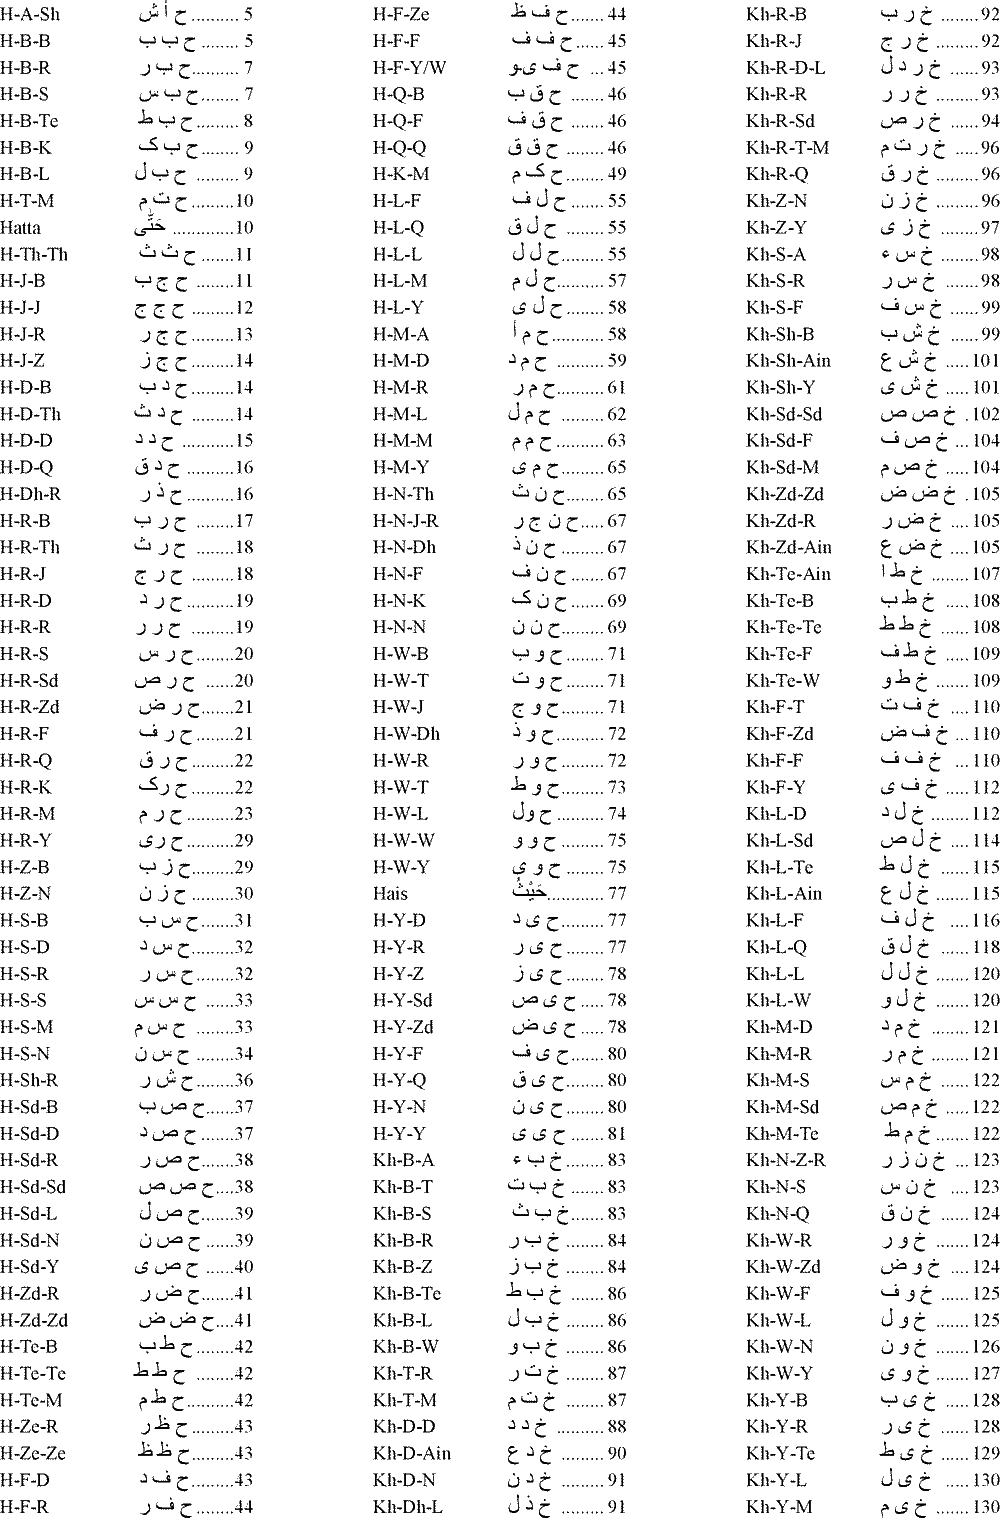 H-A-Sh ح أ ش .......... 5
H-B-B ح ب ب ........ 5
H-B-R ح ب ر .......... 7
H-B-S ح ب س ........ 7
H-B-Te ح ب ط ......... 8
H-B-K ح ب ک ......... 9
H-B-L ح ب ل ......... 9
H-T-M ح ت م .........10
Hatta حَتّٰى .............10
H-Th-Th ح ث ث .......11
H-J-B ح ج ب .........11
H-J-J ح ج ج .........12
H-J-R ح ج ر .........13
H-J-Z ح ج ز .........14
H-D-B ح د ب .........14
H-D-Th ح د ث .........14
H-D-D ح د د ..........15
H-D-Q ح د ق .........16
H-Dh-R ح ذ ر ..........16
H-R-B ح ر ب .........17
H-R-Th ح ر ث .........18
H-R-J ح ر ج .........18
H-R-D ح ر د ..........19
H-R-R ح ر ر ..........19
H-R-S ح ر س ........20
H-R-Sd ح ر ص ......20
H-R-Zd ح ر ض .......21
H-R-F ح ر ف ........21
H-R-Q ح ر ق ........22
H-R-K ح ر ک ........22
H-R-M ح ر م .........23
H-R-Y ح ر ى .........29
H-Z-B ح ز ب .........29
H-Z-N ح ز ن .........30
H-S-B ح س ب .......31
H-S-D ح س د ........32
H-S-R ح س ر ........32
H-S-S ح س س ......33
H-S-M ح س م .......33
H-S-N ح س ن .......34
H-Sh-R ح ش ر ........36
H-Sd-B ح ص ب ......37
H-Sd-D ح ص د .......37
H-Sd-R ح ص ر .......38
H-Sd-Sd ح ص ص ....38
H-Sd-L ح ص ل ......39
H-Sd-N ح ص ن ......39
H-Sd-Y ح ص ى ......40
H-Zd-R ح ض ر .......41
H-Zd-Zd ح ض ض ....41
H-Te-B ح ط ب ........42
H-Te-Te ح ط ط ........42
H-Te-M ح ط م ........42
H-Ze-R ح ظ ر .........43
H-Ze-Ze ح ظ ظ ........43
H-F-D ح ف د ........43
H-F-R ح ف ر ........44
H-F-Ze ح ف ظ ....... 44
H-F-F ح ف ف ...... 45
H-F-Y/W ح ف ی و ... 45
H-Q-B ح ق ب ...... 46
H-Q-F ح ق ف ...... 46
H-Q-Q ح ق ق ....... 46
H-K-M ح ک م ........ 49
H-L-F ح ل ف ........ 55
H-L-Q ح ل ق ........ 55
H-L-L ح ل ل ......... 55
H-L-M ح ل م ......... 57
H-L-Y ح ل ى ........ 58
H-M-A ح م أ .......... 58
H-M-D ح م د ......... 59
H-M-R ح م ر ......... 61
H-M-L ح م ل ........ 62
H-M-M ح م م ........ 63
H-M-Y ح م ى ........ 65
H-N-Th ح ن ث ....... 65
H-N-J-R ح ن ج ر ..... 67
H-N-Dh ح ن ذ ........ 67
H-N-F ح ن ف ....... 67
H-N-K ح ن ک ....... 69
H-N-N ح ن ن ......... 69
H-W-B ح و ب ........ 71
H-W-T ح و ت ........ 71
H-W-J ح و ج ........ 71
H-W-Dh ح و ذ .......... 72
H-W-R ح و ر .......... 72
H-W-T ح و ط ......... 73
H-W-L ح و ل .......... 74
H-W-W ح و و .......... 75
H-W-Y ح و ى ......... 75
Hais حَيْثُ ............ 77
H-Y-D ح ی د ......... 77
H-Y-R ح ی ر ......... 77
H-Y-Z ح ی ز ......... 78
H-Y-Sd ح ی ص ..... 78
H-Y-Zd ح ی ض ..... 78
H-Y-F ح ی ف ....... 80
H-Y-Q ح ی ق ........ 80
H-Y-N ح ی ن ........ 80
H-Y-Y ح ی ی ........ 81
Kh-B-A خ ب ء ........ 83
Kh-B-T خ ب ت ....... 83
Kh-B-S خ ب ث ....... 83
Kh-B-R خ ب ر ........ 84
Kh-B-Z خ ب ز ........ 84
Kh-B-Te خ ب ط ....... 86
Kh-B-L خ ب ل ....... 86
Kh-B-W خ ب و ........ 86
Kh-T-R خ ت ر ........ 87
Kh-T-M خ ت م ........ 87
Kh-D-D خ د د ......... 88
Kh-D-Ain خ د ع ......... 90
Kh-D-N خ د ن ......... 91
Kh-Dh-L خ ذ ل ......... 91
Kh-R-B خ ر ب ........92
Kh-R-J خ ر ج .........92
Kh-R-D-L خ ر د ل ......93
Kh-R-R خ ر ر .........93
Kh-R-Sd خ ر ص ......94
Kh-R-T-M خ ر ت م .....96
Kh-R-Q خ ر ق ........96
Kh-Z-N خ ز ن .........96
Kh-Z-Y خ ز ى ........97
Kh-S-A خ س ء .......98
Kh-S-R خ س ر .......98
Kh-S-F خ س ف ......99
Kh-Sh-B خ ش ب ......99
Kh-Sh-Ain خ ش ع .....101
Kh-Sh-Y خ ش ى .....101
Kh-Sd-Sd خ ص ص .102
Kh-Sd-F خ ص ف ...104
Kh-Sd-M خ ص م .....104
Kh-Zd-Zd خ ض ض .105
Kh-Zd-R خ ض ر .....105
Kh-Zd-Ain خ ض ع ....105
Kh-Te-Ain خ ط ا .......107
Kh-Te-B خ ط ب ......108
Kh-Te-Te خ ط ط ......108
Kh-Te-F خ ط ف .....109
Kh-Te-W خ ط و .......109
Kh-F-T خ ف ت ....110
Kh-F-Zd خ ف ض ...110
Kh-F-F خ ف ف ...110
Kh-F-Y خ ف ی .....112
Kh-L-D خ ل د ........112
Kh-L-Sd خ ل ص ....114
Kh-L-Te خ ل ط .......115
Kh-L-Ain خ ل ع .......115
Kh-L-F خ ل ف ......116
Kh-L-Q خ ل ق .......118
Kh-L-L خ ل ل .......120
Kh-L-W خ ل و .......120
Kh-M-D خ م د .......121
Kh-M-R خ م ر .......121
Kh-M-S خ م س .....122
Kh-M-Sd خ م ص .....122
Kh-M-Te خ م ط ......122
Kh-N-Z-R خ ن ز ر ...123
Kh-N-S خ ن س ....123
Kh-N-Q خ ن ق .....124
Kh-W-R خ و ر .......124
Kh-W-Zd خ و ض ....124
Kh-W-F خ و ف ......125
Kh-W-L خ و ل .......125
Kh-W-N خ و ن .......126
Kh-W-Y خ و ى .......127
Kh-Y-B خ ی ب .....128
Kh-Y-R خ ی ر .......128
Kh-Y-Te خ ی ط ......129
Kh-Y-L خ ی ل ......130
Kh-Y-M خ ی م ......130